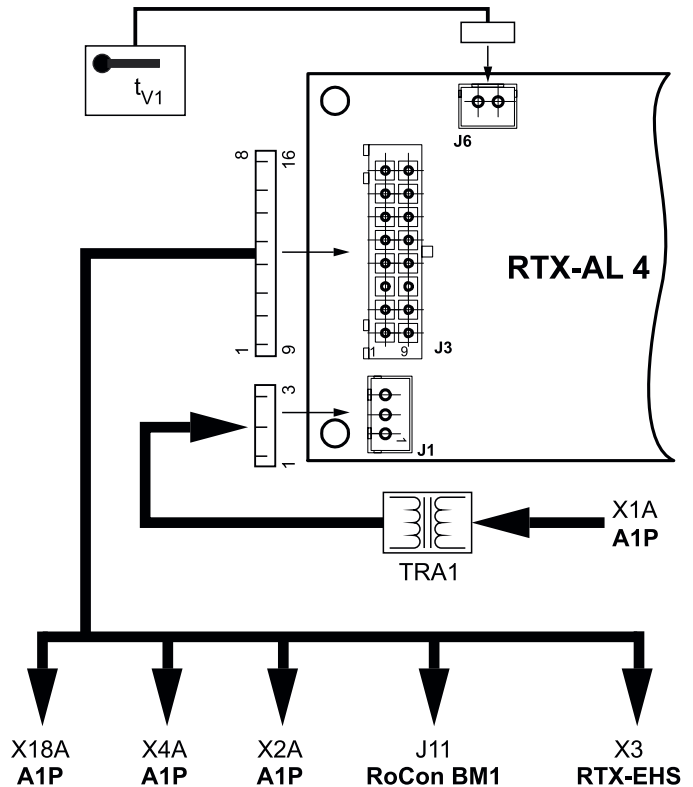 tV1
J6
8
16
RTX-AL 4
1
9
1
9
J3
3
1
1
J1
X1A
A1P
TRA1
X18A
A1P
X4A
A1P
X2A
A1P
J11
RoCon BM1
X3
RTX-EHS